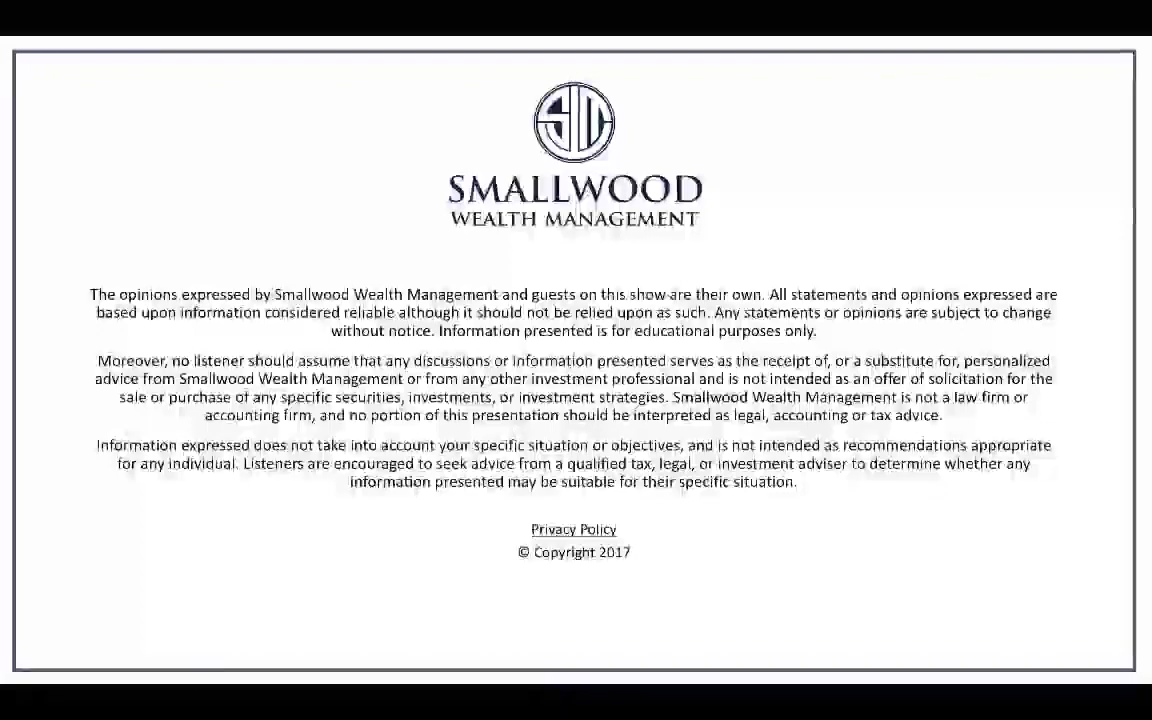 SMALLWOOD
WEALTH MANAGEMENT
The opinions expressed by Smallwood Wealth Management and guests on this show are their own. All statements and opinions expressed are
based upon information considered reliable although it should not be relied upon as such. Any statements or opinions are subject to change
without notice. Information presented is for educational purposes only.
Moreover, no listener should assume that any discussions or information presented serves as the receipt of, or a substitute for, personalized
advice from Smallwood Wealth Management or from any other investment professional and is not intended as an offer of solicitation for the
sale or purchase of any specific securities, investments, or investment strategies. Smallwood Wealth Management is not a law firm or
accounting firm, and no portion of this presentation should be interpreted as legal, accounting or tax advice.
Information expressed does not take into account your specific situation or objectives, and is not intended as recommendations appropriate
for any individual. Listeners are encouraged to seek advice from a qualified tax, legal, or investment adviser to determine whether any
information presented may be suitable for their specific situation.
Privacy Policy
© Copyright 2017